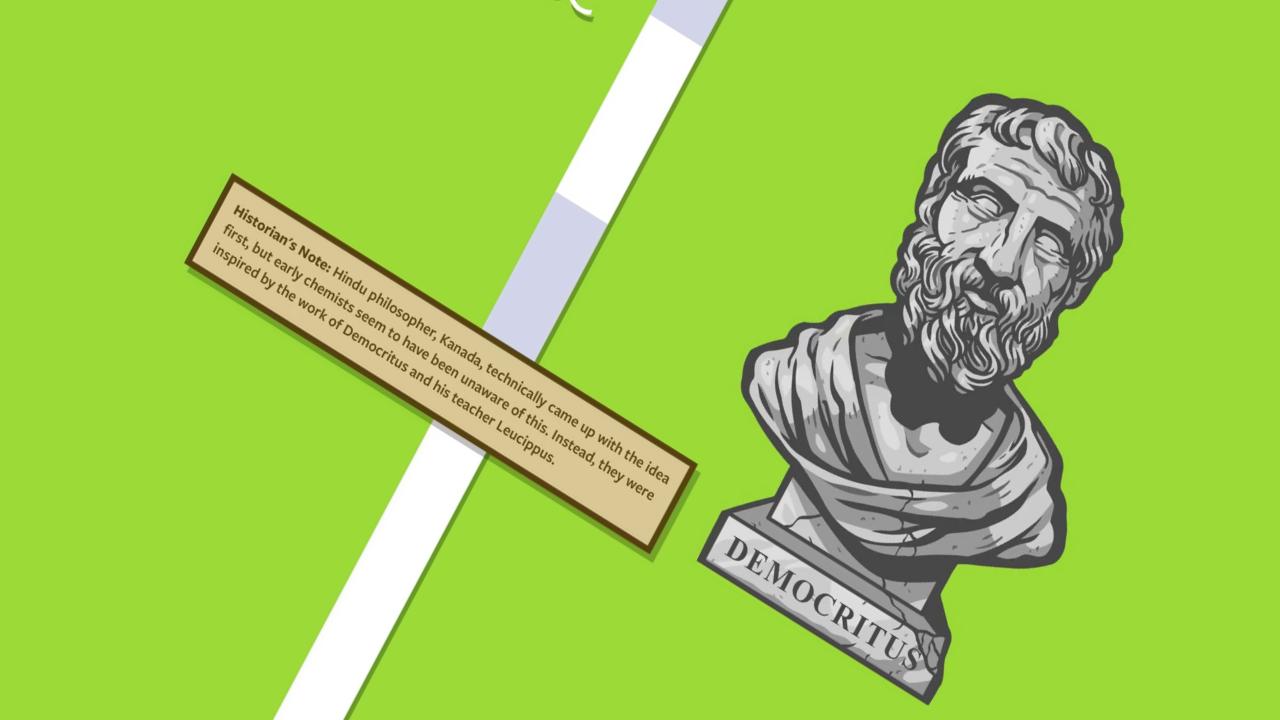 Historian's Note: Hindu philosopher, Kanada, technically came up with the idea
first, but early chemists seem to have been unaware of this. Instead, they were
inspired by the work of Democritus and his teacher Leucippus.
DEMOCRITUS